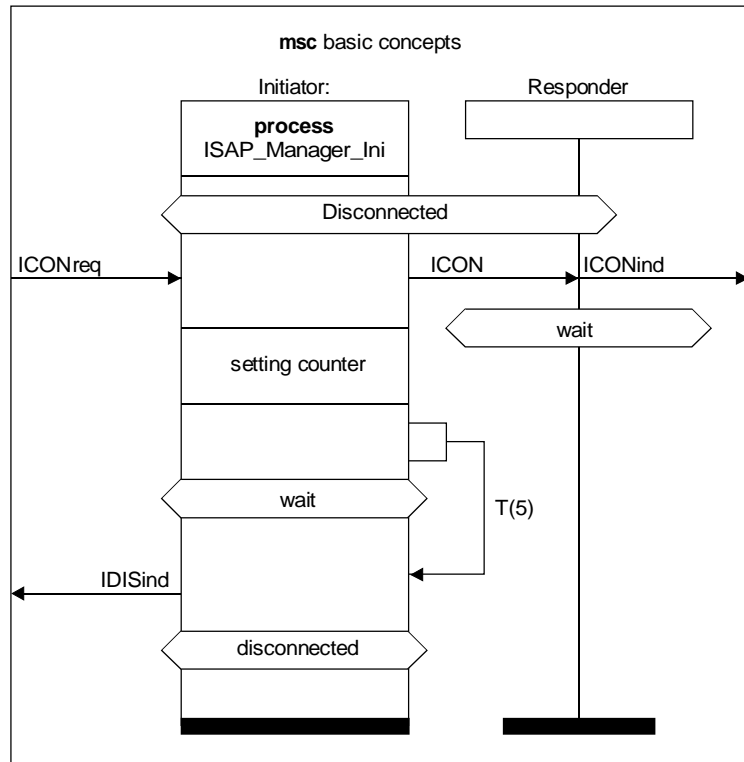 msc basic concepts
Initiator:
Responder
process
ISAP_Manager_Ini
Disconnected
ICONreq
ICON
ICONind
wait
setting counter
wait
T(5)
IDISind
disconnected